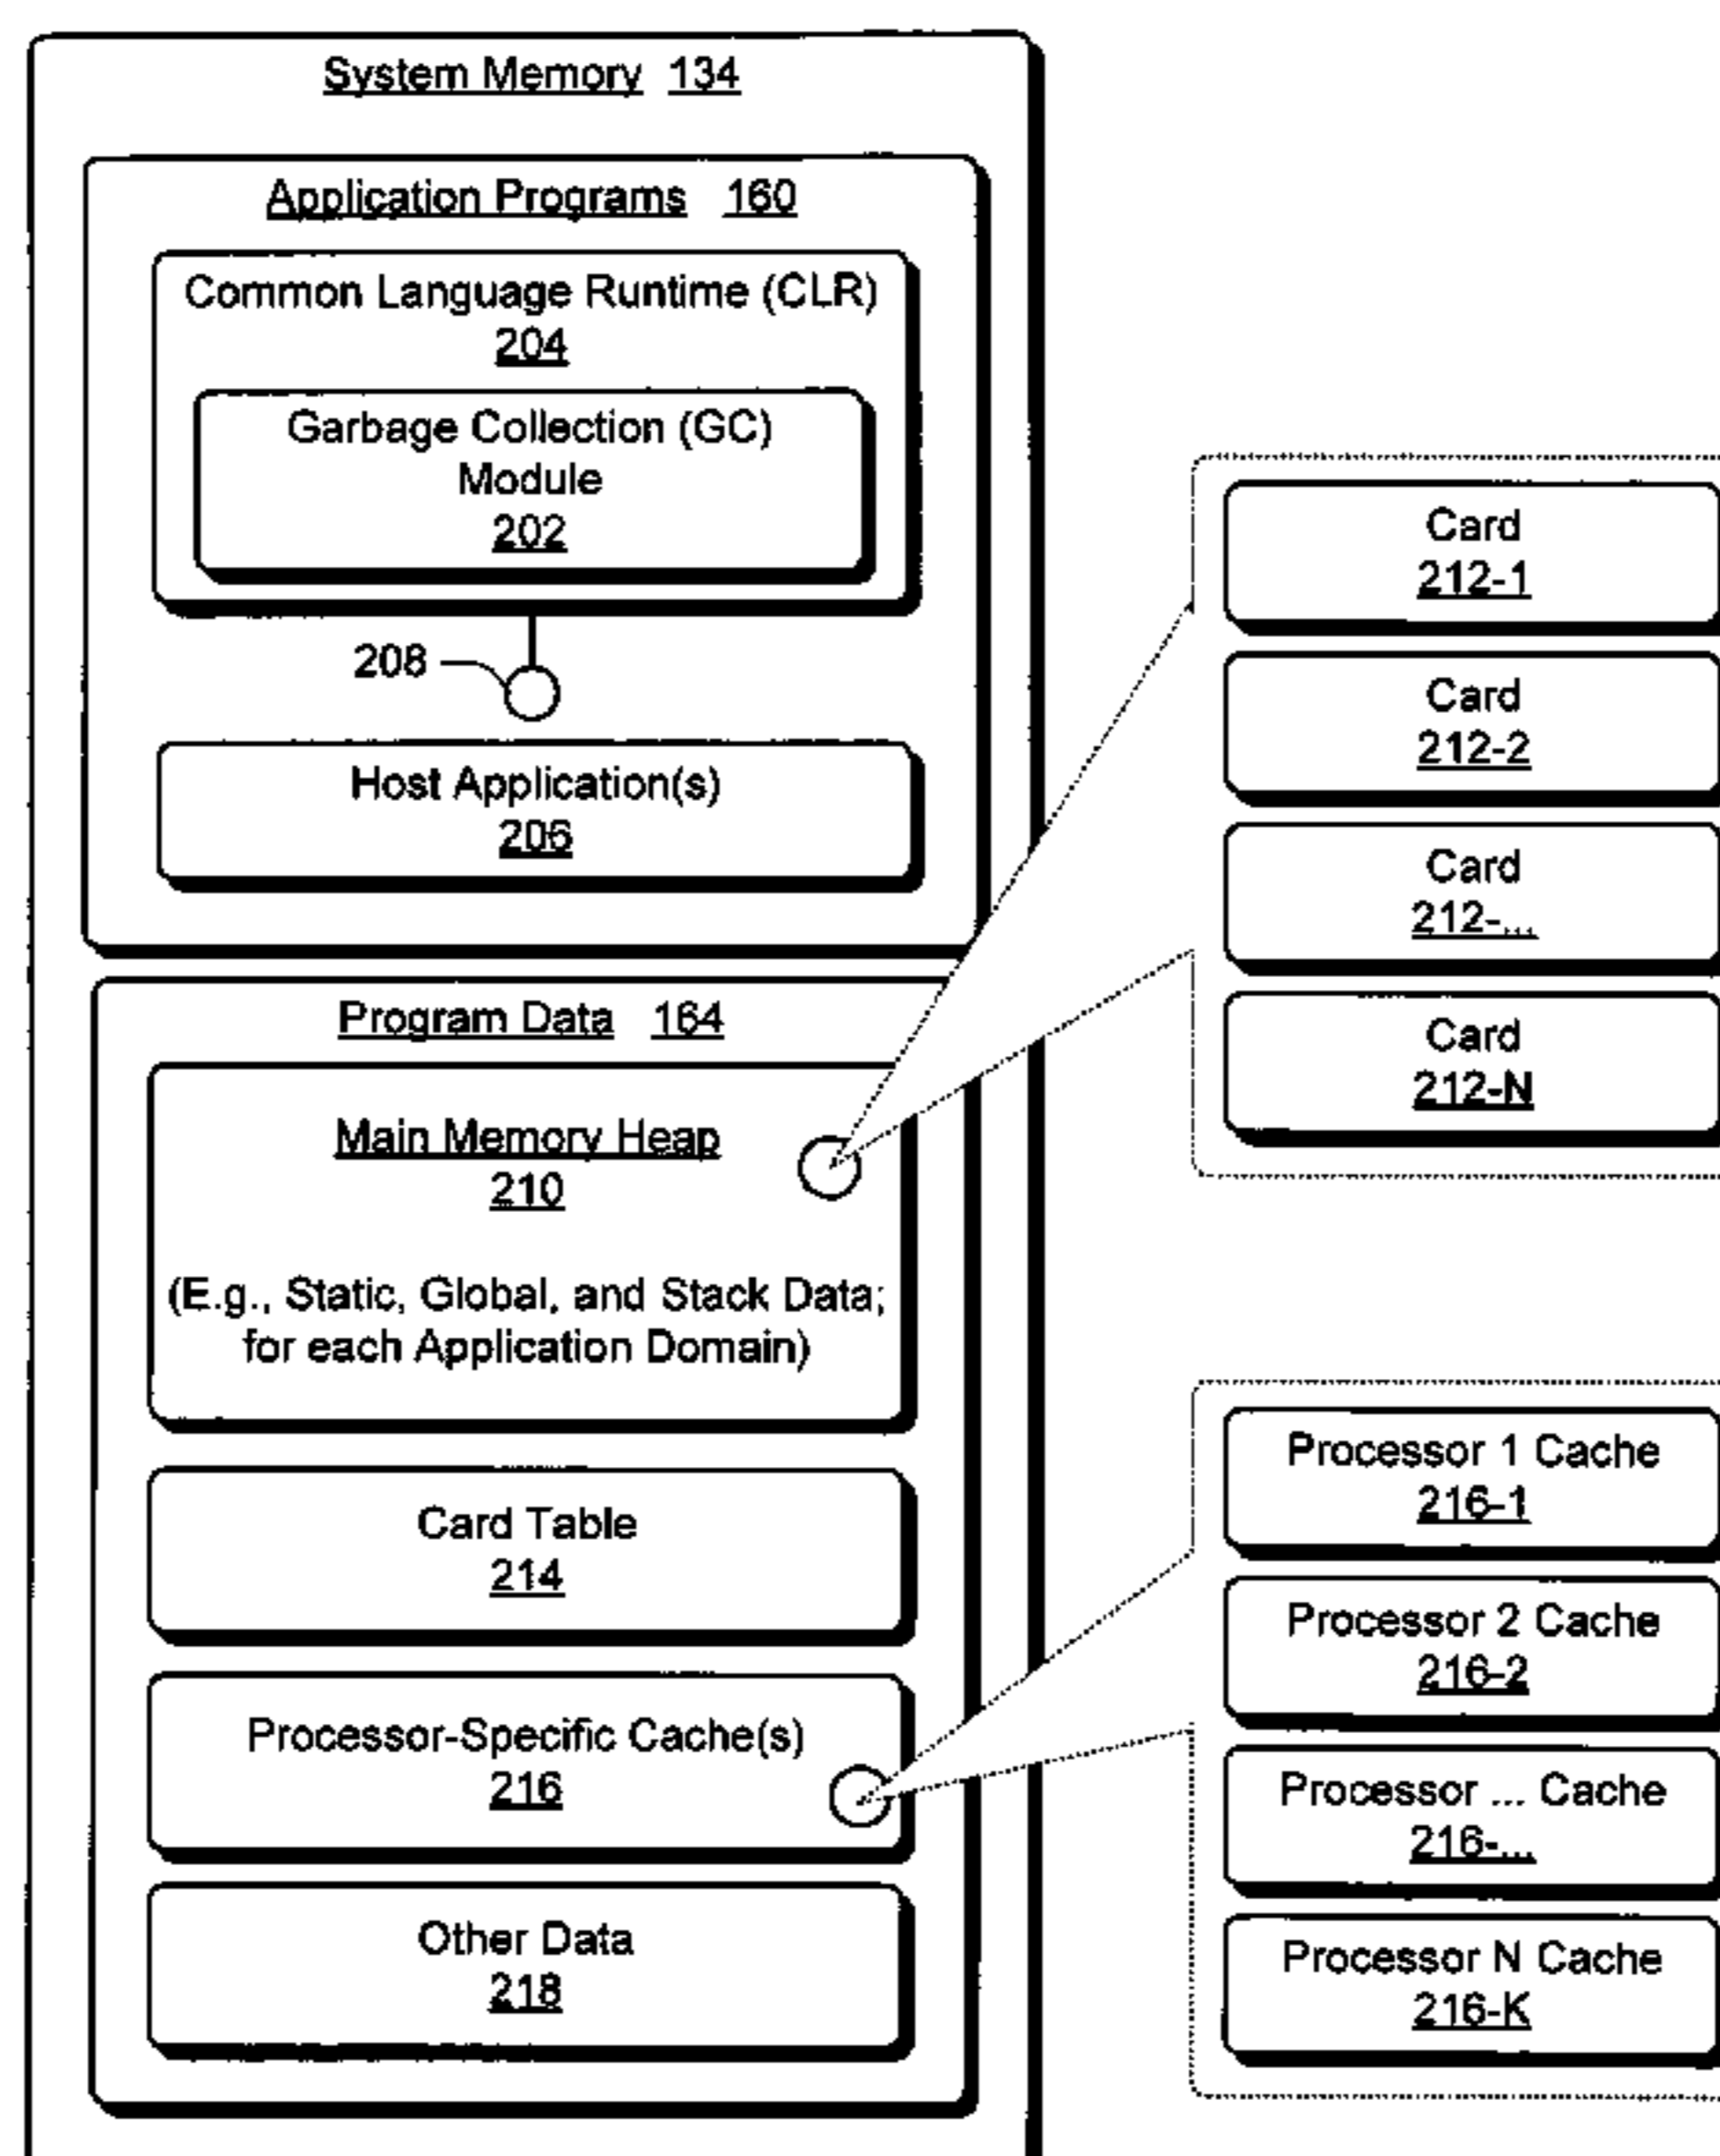 System Memory 134
Application Programs 160
Common Language Runtime (CLR)
204
Garbage Collection (GC)
Module
202
208
Host Application(s)
206
Program Data 164
Main Memory Heap
210
(E.g., Static, Global, and Stack Data;
for each Application Domain)
Card Table
214
Processor-Specific Cache(s)
216
Other Data
218
Card
212-1
Card
212-2
Card
212-...
Card
212-N
Processor 1 Cache
216-1
Processor 2 Cache
216-2
Processor ... Cache
216-...
Processor N Cache
216-K